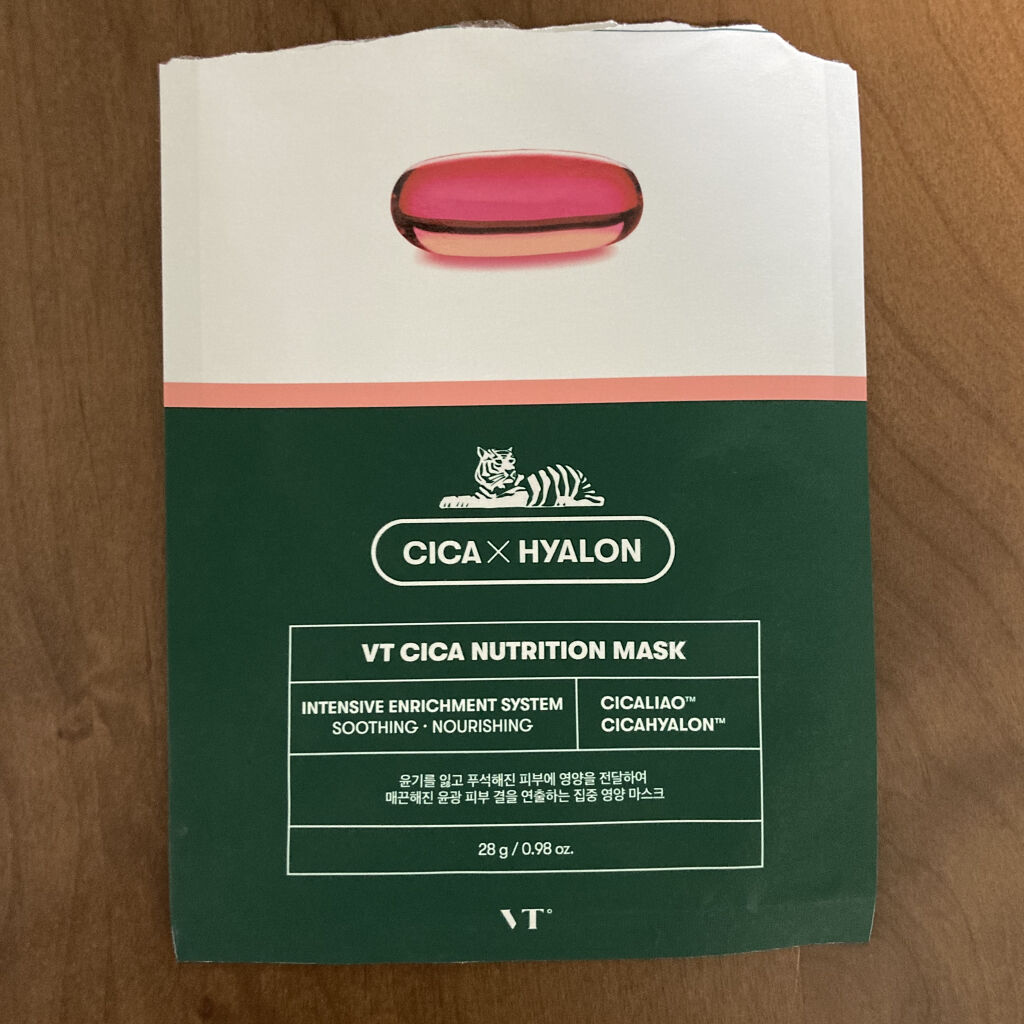 CICA × HYALON
VT CICA NUTRITION MASK
INTENSIVE ENRICHMENT SYSTEM
SOOTHING · NOURISHING
CICALIAO™
CICAHYALON™
윤기를 잃고 푸석해진 피부에 영양을 전달하여
매끈해진 윤광 피부 결을 연출하는 집중 영양 마스크
28 g / 0.98 oz.
VT°